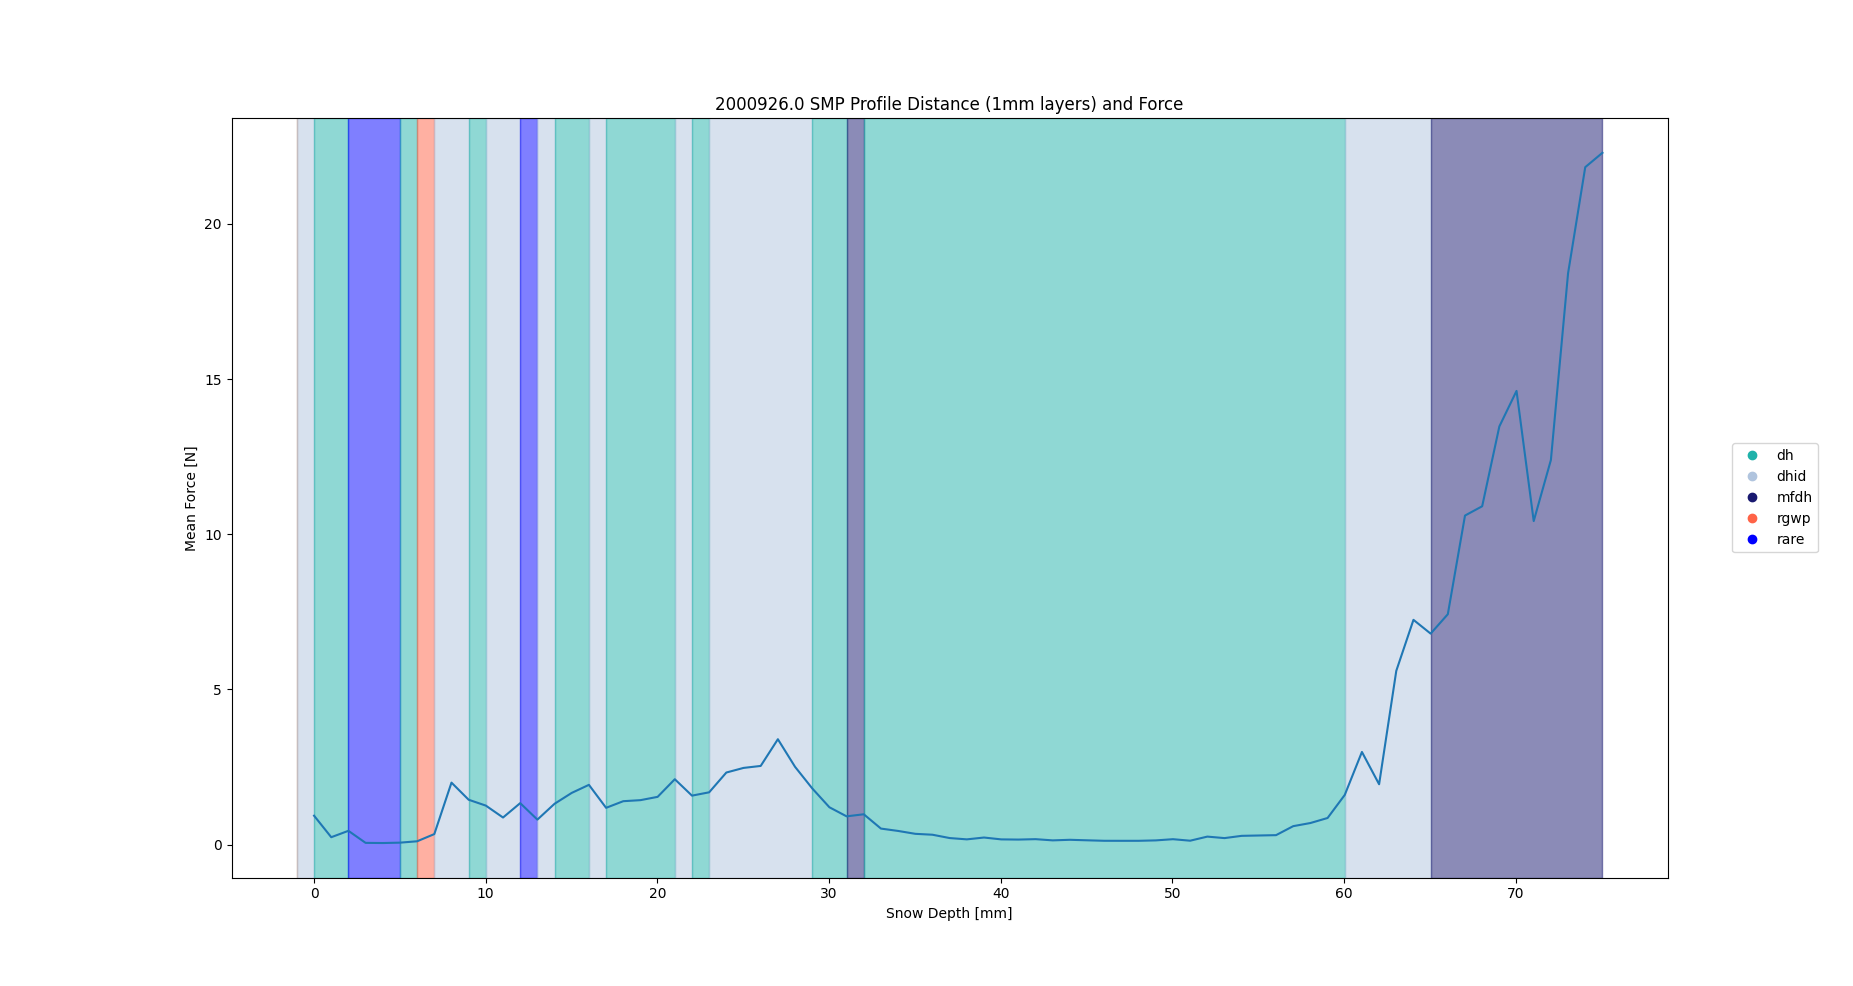 2000926.0 SMP Profile Distance (1mm layers) and Force
20
15
10
5
0
Mean Force [N]
0 10 20 30 40 50 60 70
Snow Depth [mm]
dh
dhid
mfdh
rgwp
rare